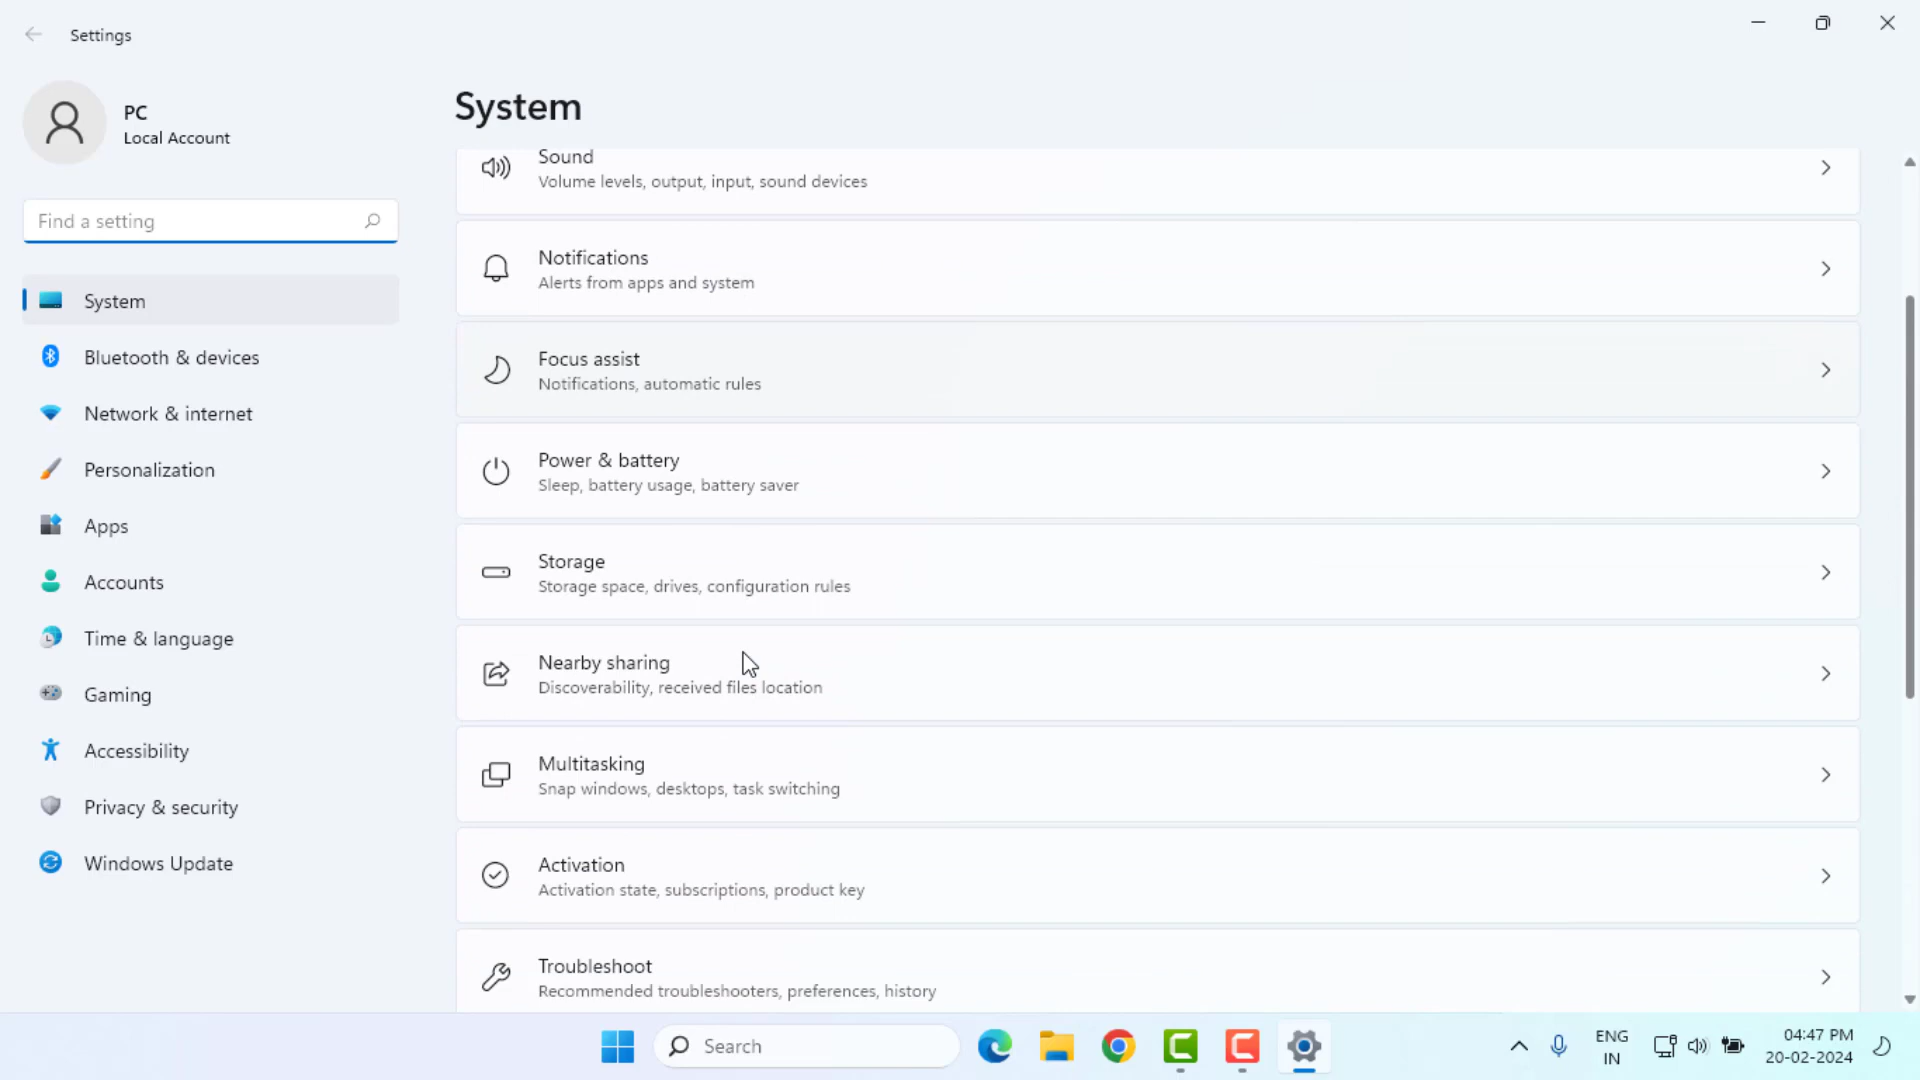 Settings
PC
Local Account
Find a setting
System
Bluetooth & devices
Network & internet
Personalization
Apps
Accounts
Time & language
Gaming
Accessibility
Privacy & security
Windows Update
System
Sound
Volume levels, output, input, sound devices
Notifications
Alerts from apps and system
Focus assist
Notifications, automatic rules
Power & battery
Sleep, battery usage, battery saver
Storage
Storage space, drives, configuration rules
Nearby sharing
Discoverability, received files location
Multitasking
Snap windows, desktops, task switching
Activation
Activation state, subscriptions, product key
Troubleshoot
Recommended troubleshooters, preferences, history
Search
ENG
IN
04:47 PM
20-02-2024